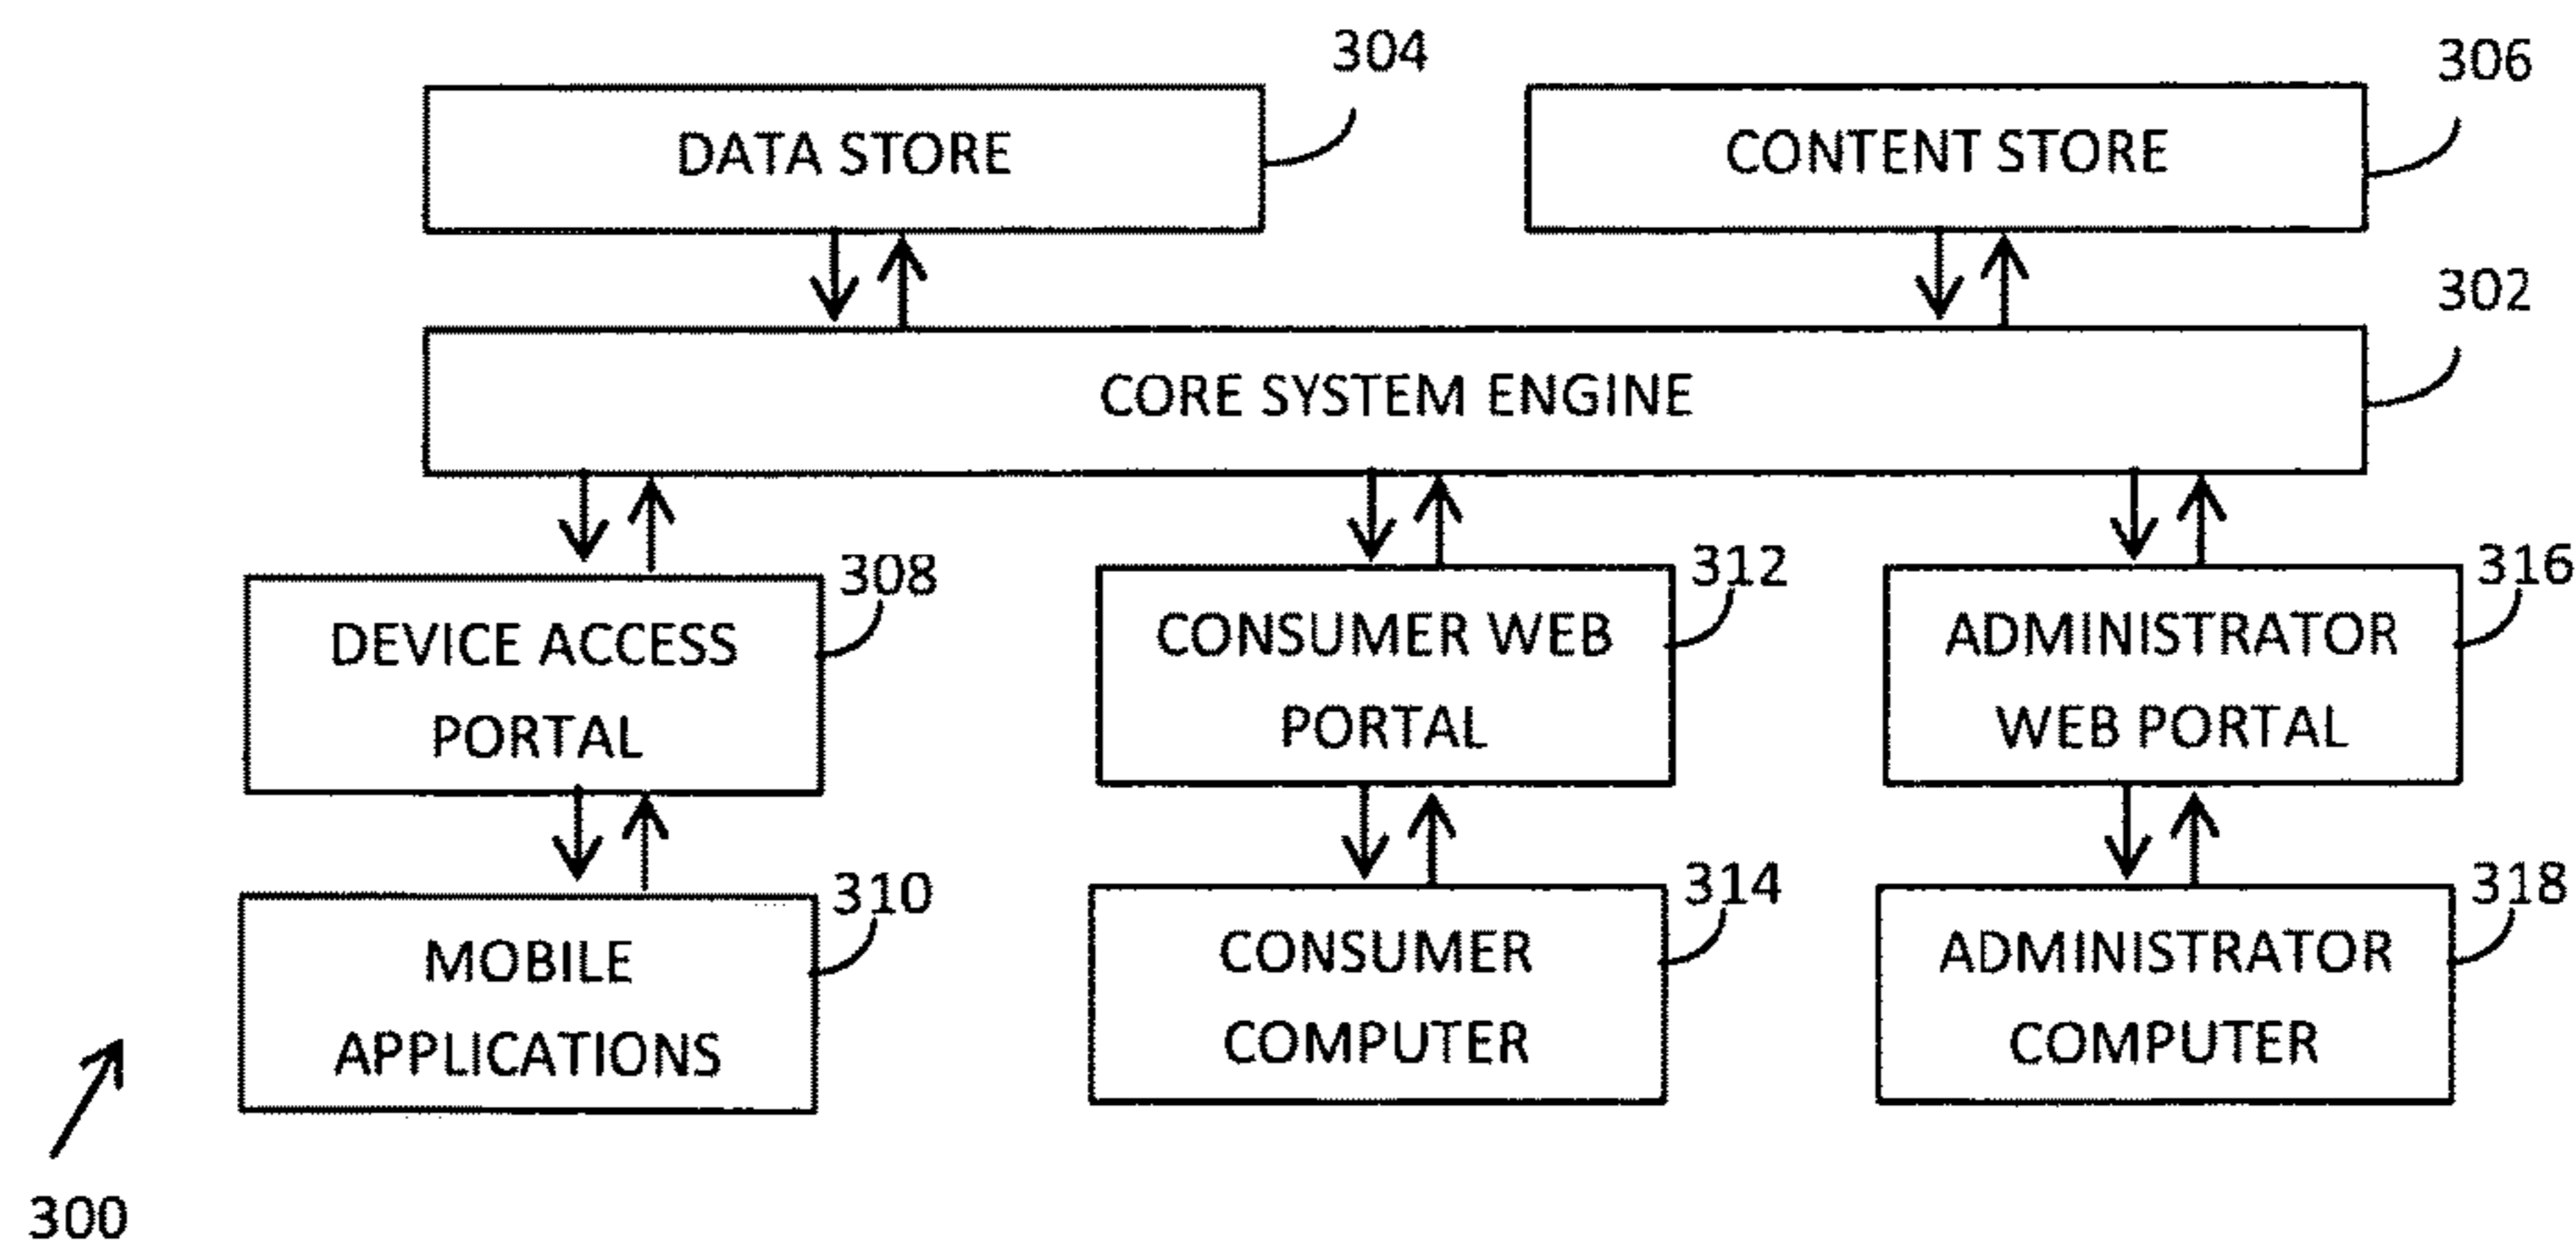 304
306
DATA STORE
CONTENT STORE
302
CORE SYSTEM ENGINE
308
312
316
DEVICE ACCESS
PORTAL
CONSUMER WEB
PORTAL
ADMINISTRATOR
WEB PORTAL
310
314
318
MOBILE
APPLICATIONS
CONSUMER
COMPUTER
ADMINISTRATOR
COMPUTER
300